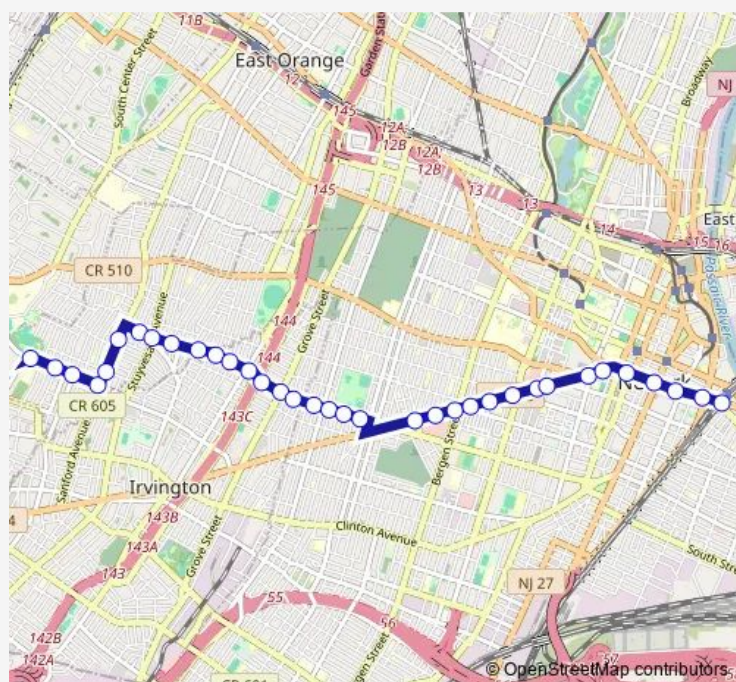 11B
South Center Street
East Orange
Garden State
Broadway
NJ
123
145
12A
12B
12A,
12B
13
145
13
14
East
15 16
Passaic River
CR 510
144
Grove Street
Stuyvesant Avenue
144
CR 605
143C
Sanford Avenue
Bergen Street
Irvington
4
143B
Grove Street
Clinton Avenue
143A
143
South Street
NJ 27
55
56
142B
142A
57
© OpenStreetMap contributors